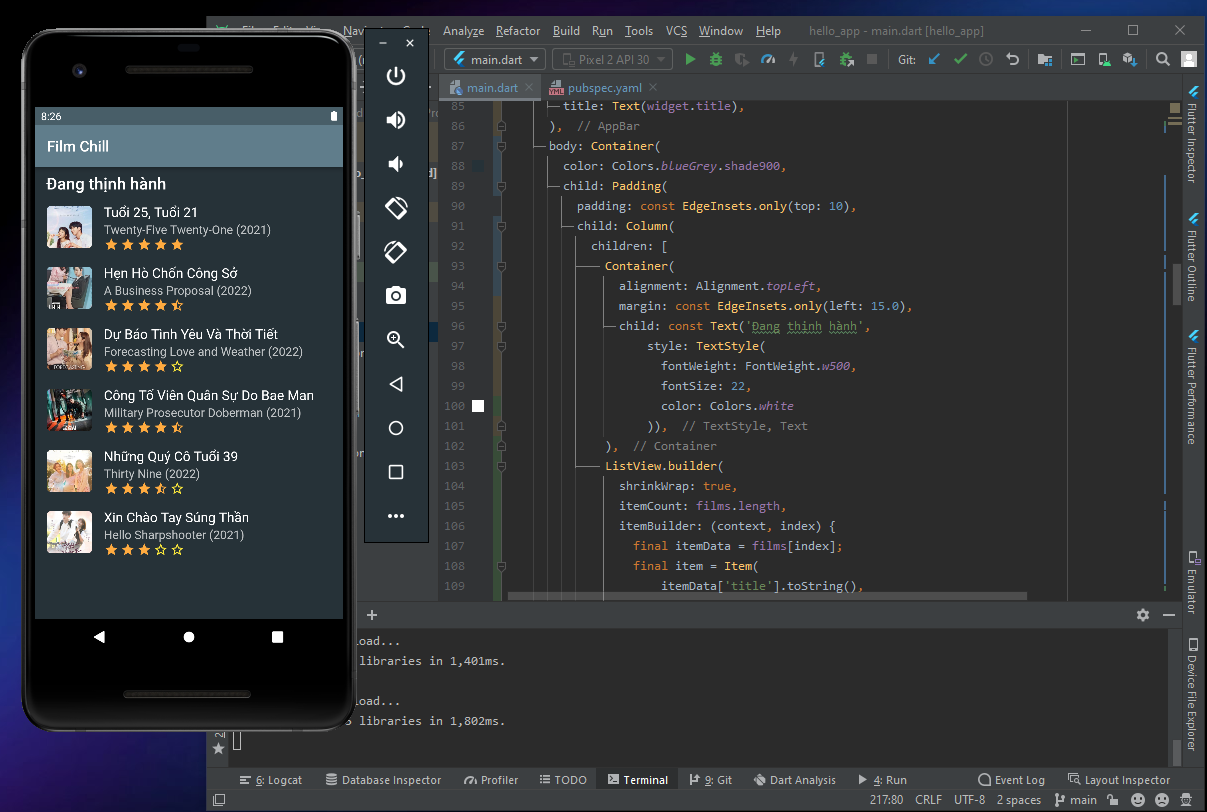 Analyze Refactor Build Run Tools VCS Window Help hello_app - main.dart [hello_app]
main.dart Pixel 2 API 30 Git:
main.dart pubspec.yaml
8:26
Film Chill
Đang thịnh hành
Tuổi 25, Tuổi 21
Twenty-Five Twenty-One (2021)
Hẹn Hò Chốn Công Sở
A Business Proposal (2022)
Dự Báo Tình Yêu Và Thời Tiết
Forecasting Love and Weather (2022)
Công Tố Viên Quân Sự Do Bae Man
Military Prosecutor Doberman (2021)
Những Quý Cô Tuổi 39
Thirty Nine (2022)
Xin Chào Tay Súng Thần
Hello Sharpshooter (2021)
85 title: Text(widget.title),
86 ), // AppBar
87 body: Container(
88 color: Colors.blueGrey.shade900,
89 child: Padding(
90 padding: const EdgeInsets.only(top: 10),
91 child: Column(
92 children: [
93 Container(
94 alignment: Alignment.topLeft,
95 margin: const EdgeInsets.only(left: 15.0),
96 child: const Text('Đang thịnh hành',
97 style: TextStyle(
98 fontWeight: FontWeight.w500,
99 fontSize: 22,
100 color: Colors.white
101 )), // TextStyle, Text
102 ), // Container
103 ListView.builder(
104 shrinkWrap: true,
105 itemCount: films.length,
106 itemBuilder: (context, index) {
107 final itemData = films[index];
108 final item = Item(
109 itemData['title'].toString(),
Flutter Inspector
Flutter Outline
Flutter Performance
Emulator
Device File Explorer
load...
libraries in 1,401ms.
load...
libraries in 1,802ms.
6: Logcat Database Inspector Profiler TODO Terminal 9: Git Dart Analysis 4: Run Event Log Layout Inspector
217:80 CRLF UTF-8 2 spaces main